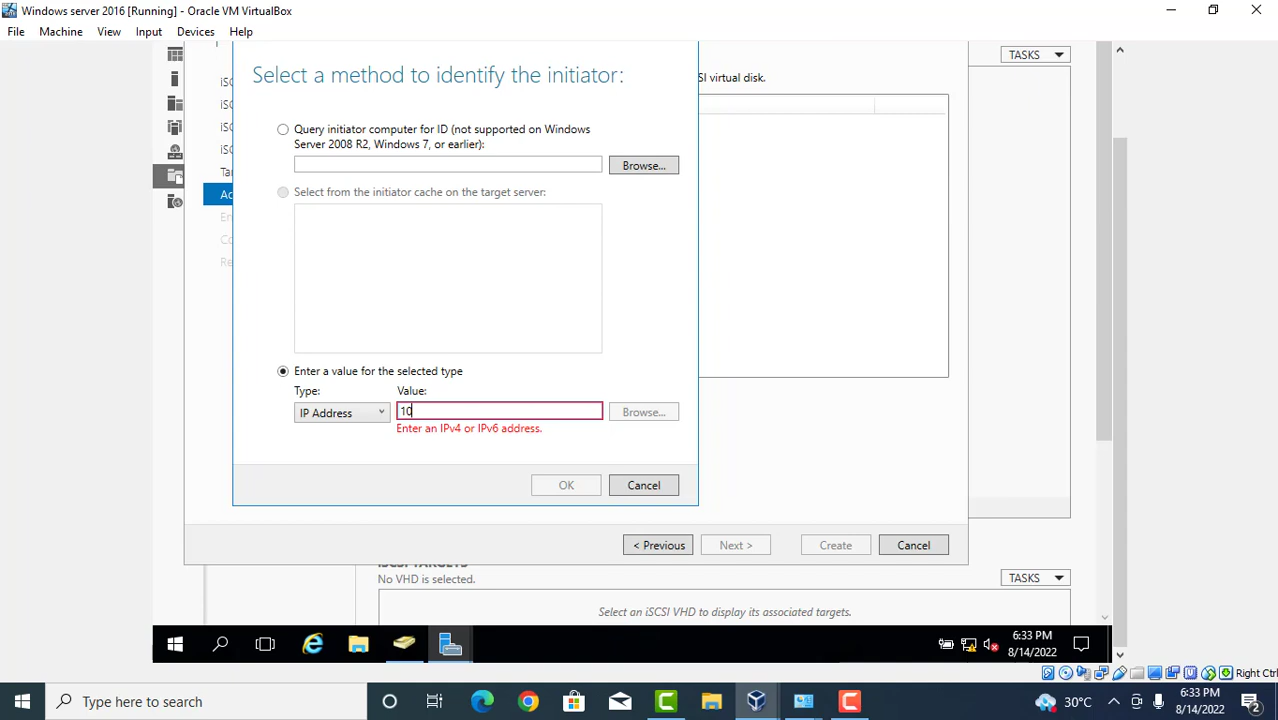 Windows server 2016 [Running] - Oracle VM VirtualBox
File Machine View Input Devices Help
TASKS
Select a method to identify the initiator:
SI virtual disk.
Query initiator computer for ID (not supported on Windows
Server 2008 R2, Windows 7, or earlier):
Browse...
Select from the initiator cache on the target server:
Enter a value for the selected type
Type: Value:
IP Address 10 Browse...
Enter an IPv4 or IPv6 address.
OK Cancel
< Previous Next > Create Cancel
iSCSI TARGETS
No VHD is selected.
TASKS
Select an iSCSI VHD to display its associated targets.
6:33 PM
8/14/2022
Right Ctrl
Type here to search
30°C
6:33 PM
8/14/2022
2